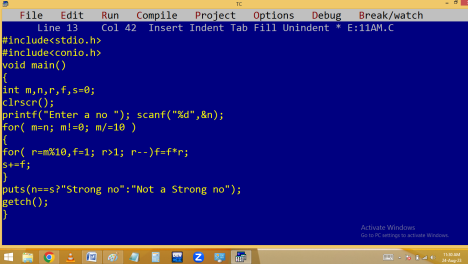 TC
File Edit Run Compile Project Options Debug Break/watch
Line 13 Col 42 Insert Indent Tab Fill Unindent * E:11AM.C
#include<stdio.h>
#include<conio.h>
void main()
{
int m,n,r,f,s=0;
clrscr();
printf("Enter a no "); scanf("%d",&n);
for( m=n; m!=0; m/=10 )
{
for( r=m%10,f=1; r>1; r--)f=f*r;
s+=f;
}
puts(n==s?"Strong no":"Not a Strong no");
getch();
}
Activate Windows
Go to PC settings to activate Windows.